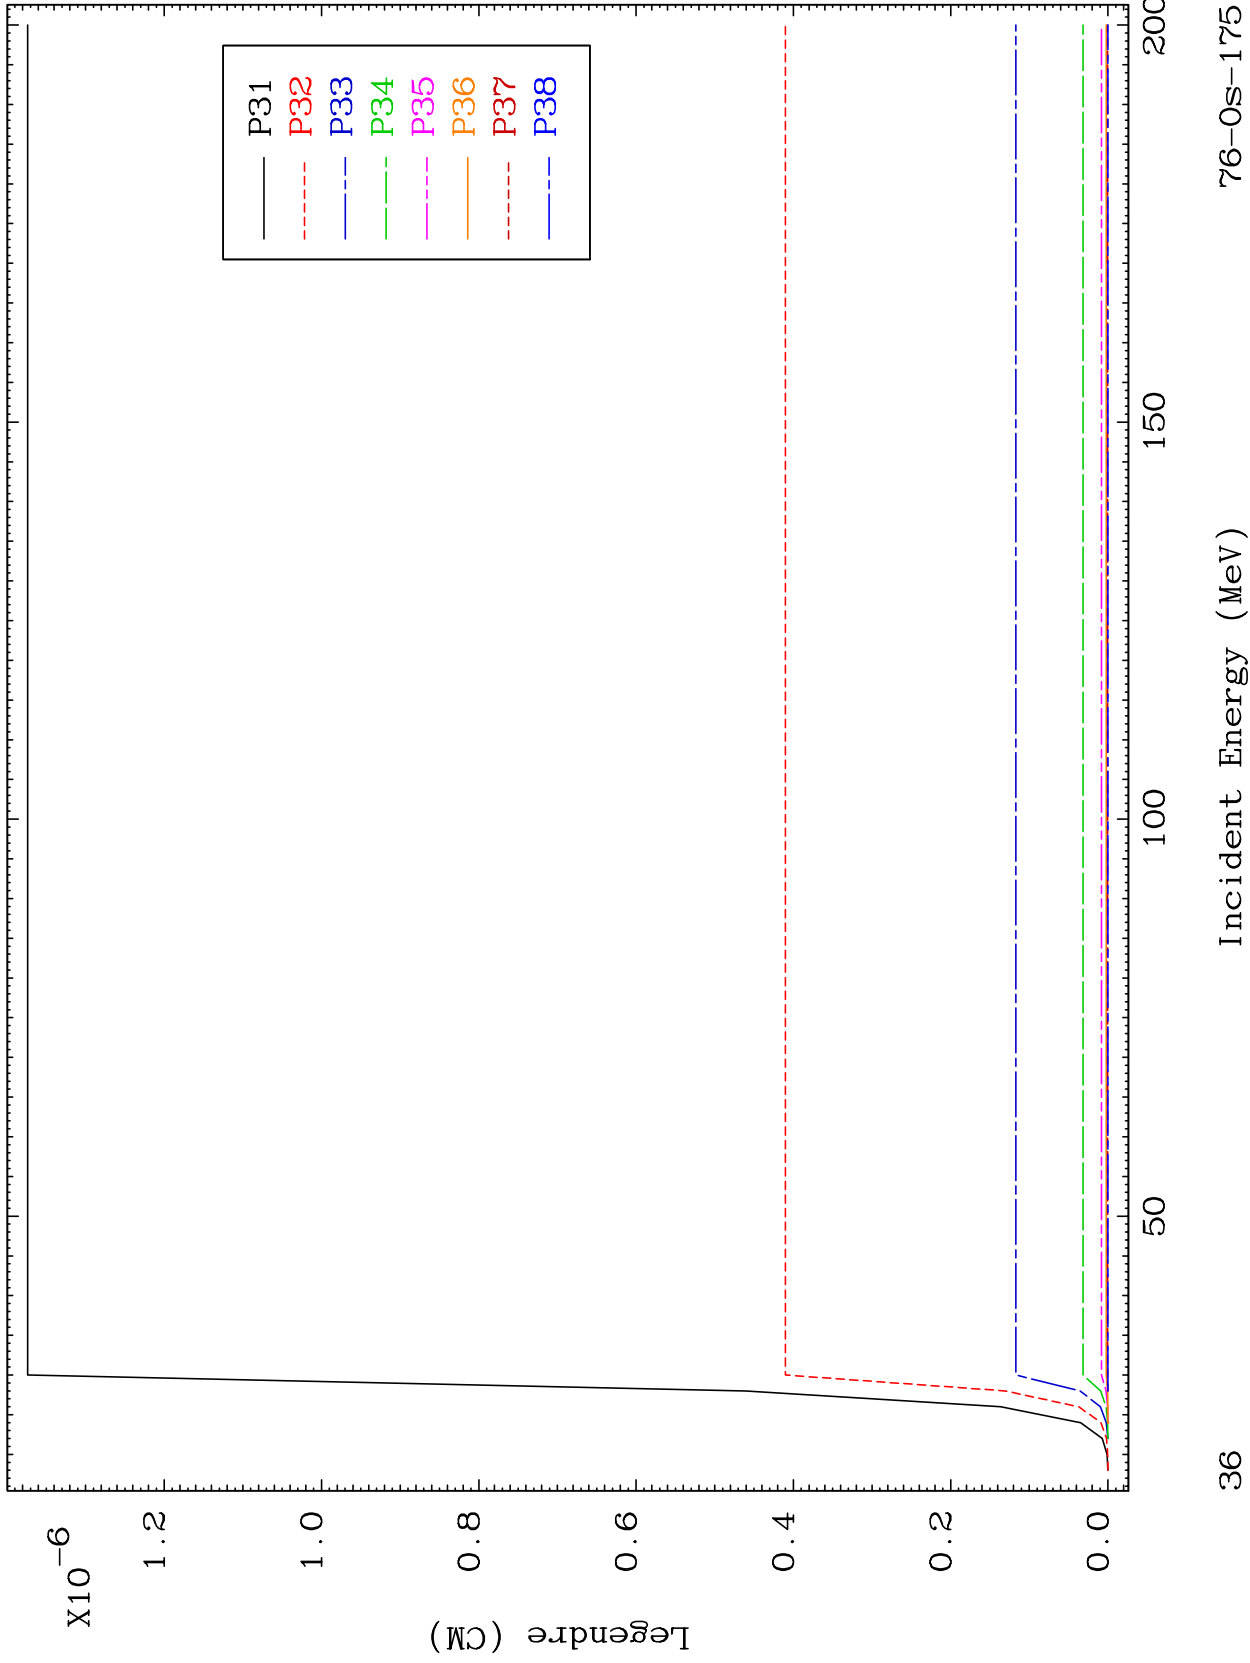 X10-6
1.2
1.0
0.8
0.6
0.4
0.2
0.0
Legendre (CM)
P31
P32
P33
P34
P35
P36
P37
P38
50
100
150
200
Incident Energy (MeV)
36
76-Os-175